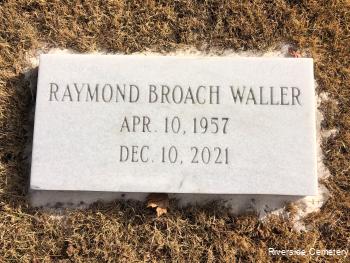 RAYMOND BROACH WALLER
APR. 10, 1957
DEC. 10, 2021
Riverside Cemetery